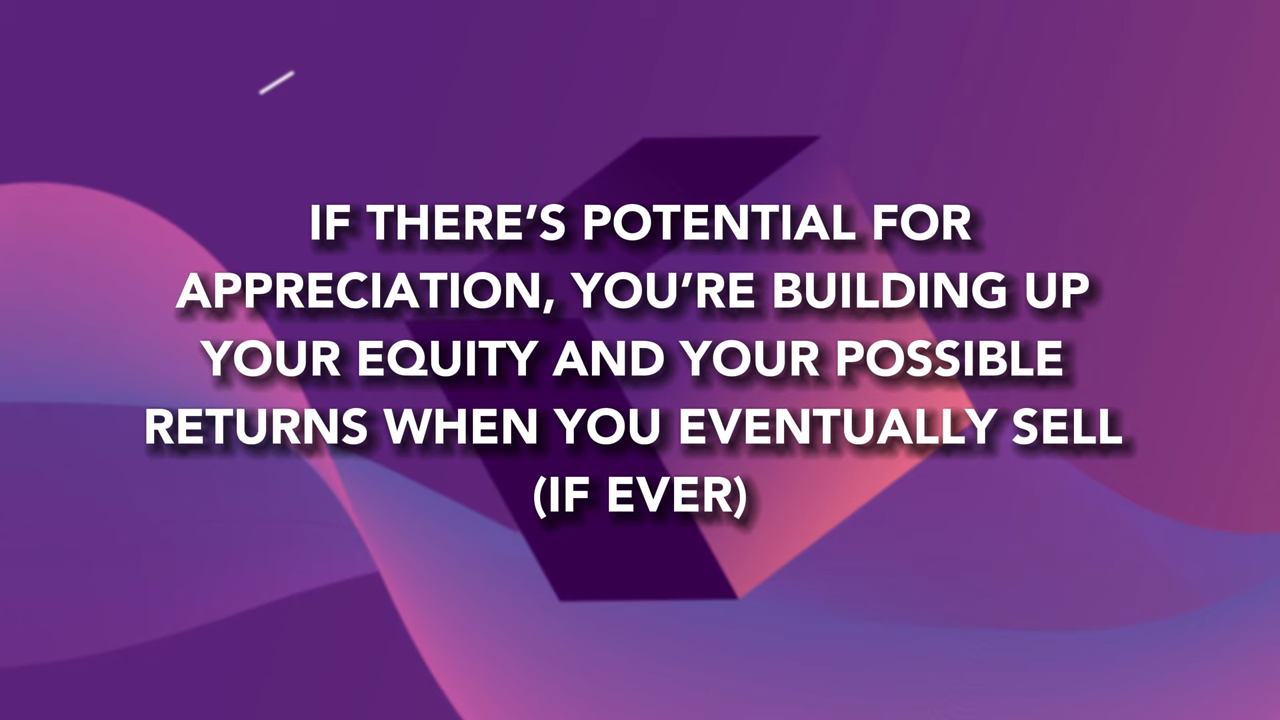 IF THERE’S POTENTIAL FOR
APPRECIATION, YOU’RE BUILDING UP
YOUR EQUITY AND YOUR POSSIBLE
RETURNS WHEN YOU EVENTUALLY SELL
(IF EVER)